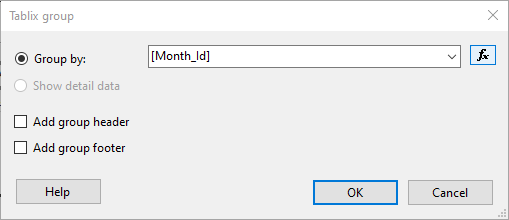 Tablix group
Group by:
[Month_Id]
fx
Show detail data
Add group header
Add group footer
Help
OK
Cancel